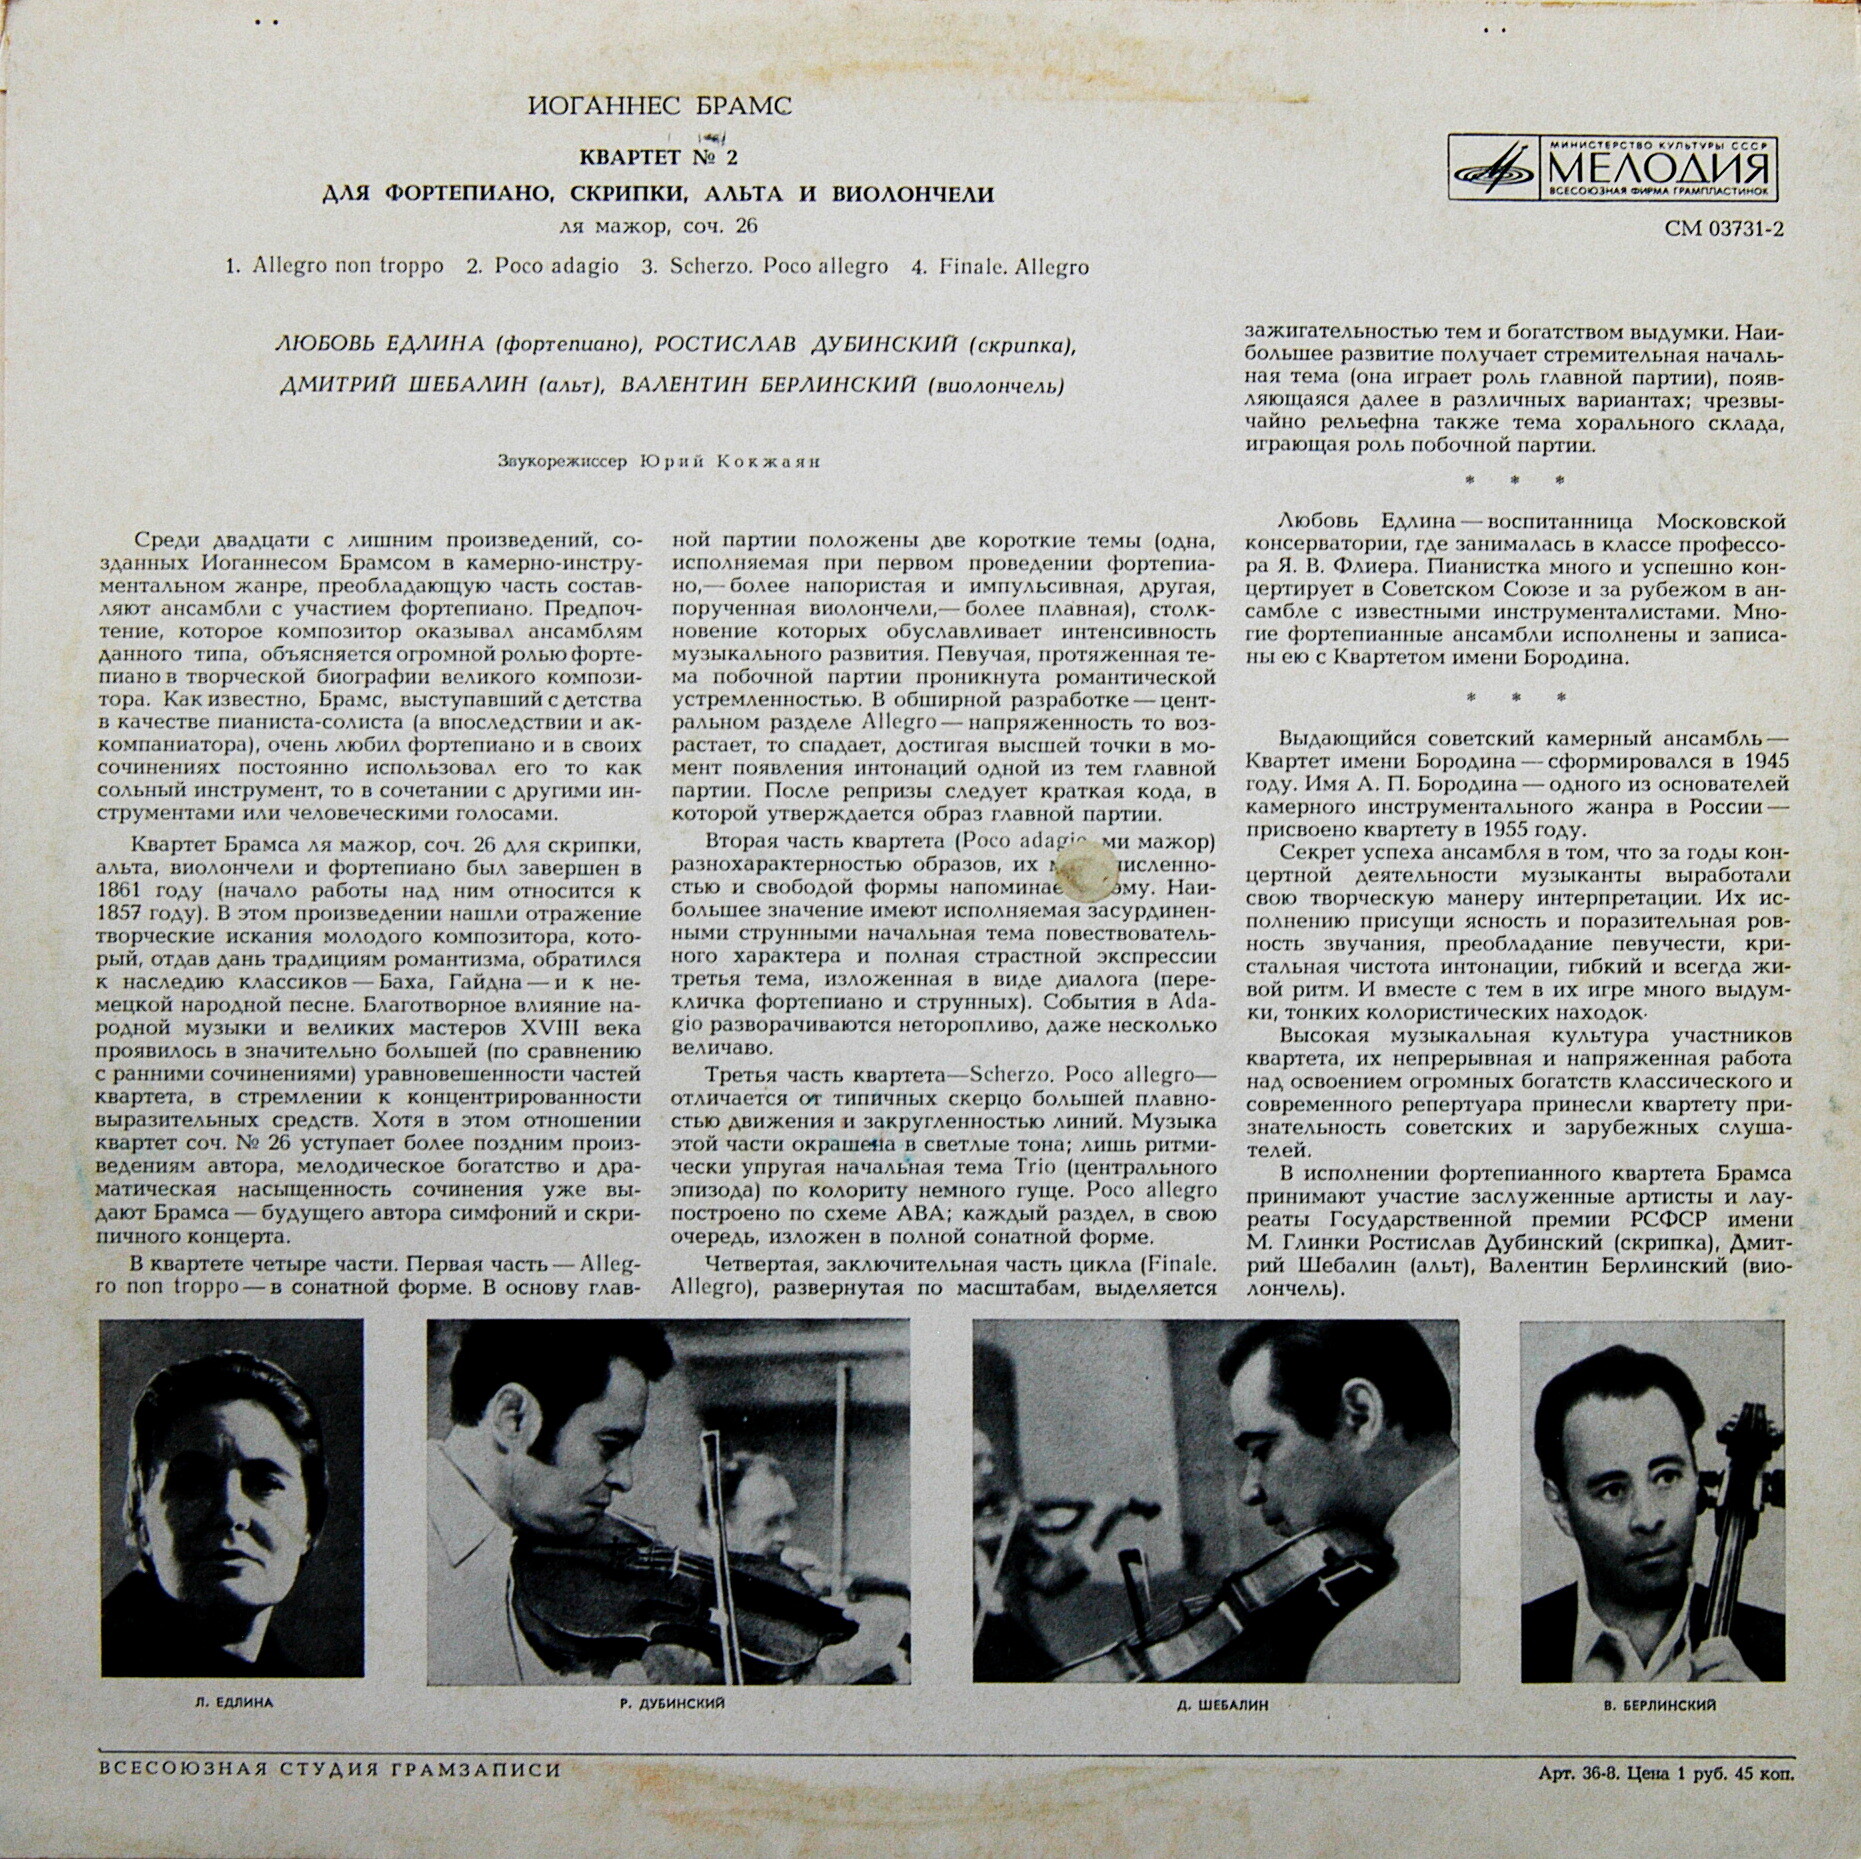 ИОГАННЕС БРАМС
КВАРТЕТ № 2
ДЛЯ ФОРТЕПИАНО, СКРИПКИ, АЛЬТА И ВИОЛОНЧЕЛИ
ля мажор, соч. 26
1. Allegro non troppo 2. Poco adagio 3. Scherzo. Poco allegro 4. Finale. Allegro
ЛЮБОВЬ ЕДЛИНА (фортепиано), РОСТИСЛАВ ДУБИНСКИЙ (скрипка),
ДМИТРИЙ ШЕБАЛИН (альт), ВАЛЕНТИН БЕРЛИНСКИЙ (виолончель)
Звукорежиссер Юрий Кокжаян
МИНИСТЕРСТВО КУЛЬТУРЫ СССР
МЕЛОДИЯ
ВСЕСОЮЗНАЯ ФИРМА ГРАМПЛАСТИНОК
СМ 03731-2
Среди двадцати с лишним произведений, со-
зданных Иоганнесом Брамсом в камерно-инстру-
ментальном жанре, преобладающую часть состав-
ляют ансамбли с участием фортепиано. Предпоч-
тение, которое композитор оказывал ансамблям
данного типа, объясняется огромной ролью форте-
пиано в творческой биографии великого компози-
тора. Как известно, Брамс, выступавший с детства
в качестве пианиста-солиста (а впоследствии и ак-
компаниатора), очень любил фортепиано и в своих
сочинениях постоянно использовал его то как
сольный инструмент, то в сочетании с другими ин-
струментами или человеческими голосами.
Квартет Брамса ля мажор, соч. 26 для скрипки,
альта, виолончели и фортепиано был завершен в
1861 году (начало работы над ним относится к
1857 году). В этом произведении нашли отражение
творческие искания молодого композитора, кото-
рый, отдав дань традициям романтизма, обратился
к наследию классиков — Баха, Гайдна — и к не-
мецкой народной песне. Благотворное влияние на-
родной музыки и великих мастеров XVIII века
проявилось в значительно большей (по сравнению
с ранними сочинениями) уравновешенности частей
квартета, в стремлении к концентрированности
выразительных средств. Хотя в этом отношении
квартет соч. № 26 уступает более поздним произ-
ведениям автора, мелодическое богатство и дра-
матическая насыщенность сочинения уже вы-
дают Брамса — будущего автора симфоний и скри-
пичного концерта.
В квартете четыре части. Первая часть — Alleg-
ro non troppo — в сонатной форме. В основу глав-
ной партии положены две короткие темы (одна,
исполняемая при первом проведении фортепиа-
но,— более напористая и импульсивная, другая,
порученная виолончели,— более плавная), столк-
новение которых обуславливает интенсивность
музыкального развития. Певучая, протяженная те-
ма побочной партии проникнута романтической
устремленностью. В обширной разработке — цент-
ральном разделе Allegro — напряженность то воз-
растает, то спадает, достигая высшей точки в мо-
мент появления интонаций одной из тем главной
партии. После репризы следует краткая кода, в
которой утверждается образ главной партии.
Вторая часть квартета (Poco adagio ми мажор)
разнохарактерностью образов, их
стью и свободой формы
Наи-
большее значение имеют исполняемая засурдинен-
ными струнными начальная тема повествователь-
ного характера и полная страстной экспрессии
третья тема, изложенная в виде диалога (пере-
кличка фортепиано и струнных). События в Ada-
gio разворачиваются неторопливо, даже несколько
величаво.
Третья часть квартета—Scherzo. Poco allegro—
отличается от типичных скерцо большей плавно-
стью движения и закругленностью линий. Музыка
этой части окрашена в светлые тона; лишь ритми-
чески упругая начальная тема Trio (центрального
эпизода) по колориту немного гуще. Poco allegro
построено по схеме АВА; каждый раздел, в свою
очередь, изложен в полной сонатной форме.
Четвертая, заключительная часть цикла (Finale.
Allegro), развернутая по масштабам, выделяется
зажигательностью тем и богатством выдумки. Наи-
большее развитие получает стремительная началь-
ная тема (она играет роль главной партии), появ-
ляющаяся далее в различных вариантах; чрезвы-
чайно рельефна также тема хорального склада,
играющая роль побочной партии.
* * *
Любовь Едлина — воспитанница Московской
консерватории, где занималась в классе профессо-
ра Я. В. Флиера. Пианистка много и успешно кон-
цертирует в Советском Союзе и за рубежом в ан-
самбле с известными инструменталистами. Мно-
гие фортепианные ансамбли исполнены и записа-
ны ею с Квартетом имени Бородина.
* * *
Выдающийся советский камерный ансамбль —
Квартет имени Бородина — сформировался в 1945
году. Имя А. П. Бородина — одного из основателей
камерного инструментального жанра в России —
присвоено квартету в 1955 году.
Секрет успеха ансамбля в том, что за годы кон-
цертной деятельности музыканты выработали
свою творческую манеру интерпретации. Их ис-
полнению присущи ясность и поразительная ров-
ность звучания, преобладание певучести, кри-
стальная чистота интонации, гибкий и всегда жи-
вой ритм. И вместе с тем в их игре много выдум-
ки, тонких колористических находок.
Высокая музыкальная культура участников
квартета, их непрерывная и напряженная работа
над освоением огромных богатств классического и
современного репертуара принесли квартету при-
знательность советских и зарубежных слуша-
телей.
В исполнении фортепианного квартета Брамса
принимают участие заслуженные артисты и лау-
реаты Государственной премии РСФСР имени
М. Глинки Ростислав Дубинский (скрипка), Дмит-
рий Шебалин (альт), Валентин Берлинский (вио-
лончель).
Л. ЕДЛИНА
Р. ДУБИНСКИЙ
Д. ШЕБАЛИН
В. БЕРЛИНСКИЙ
ВСЕСОЮЗНАЯ СТУДИЯ ГРАМЗАПИСИ
Арт. 36-8. Цена 1 руб. 45 коп.